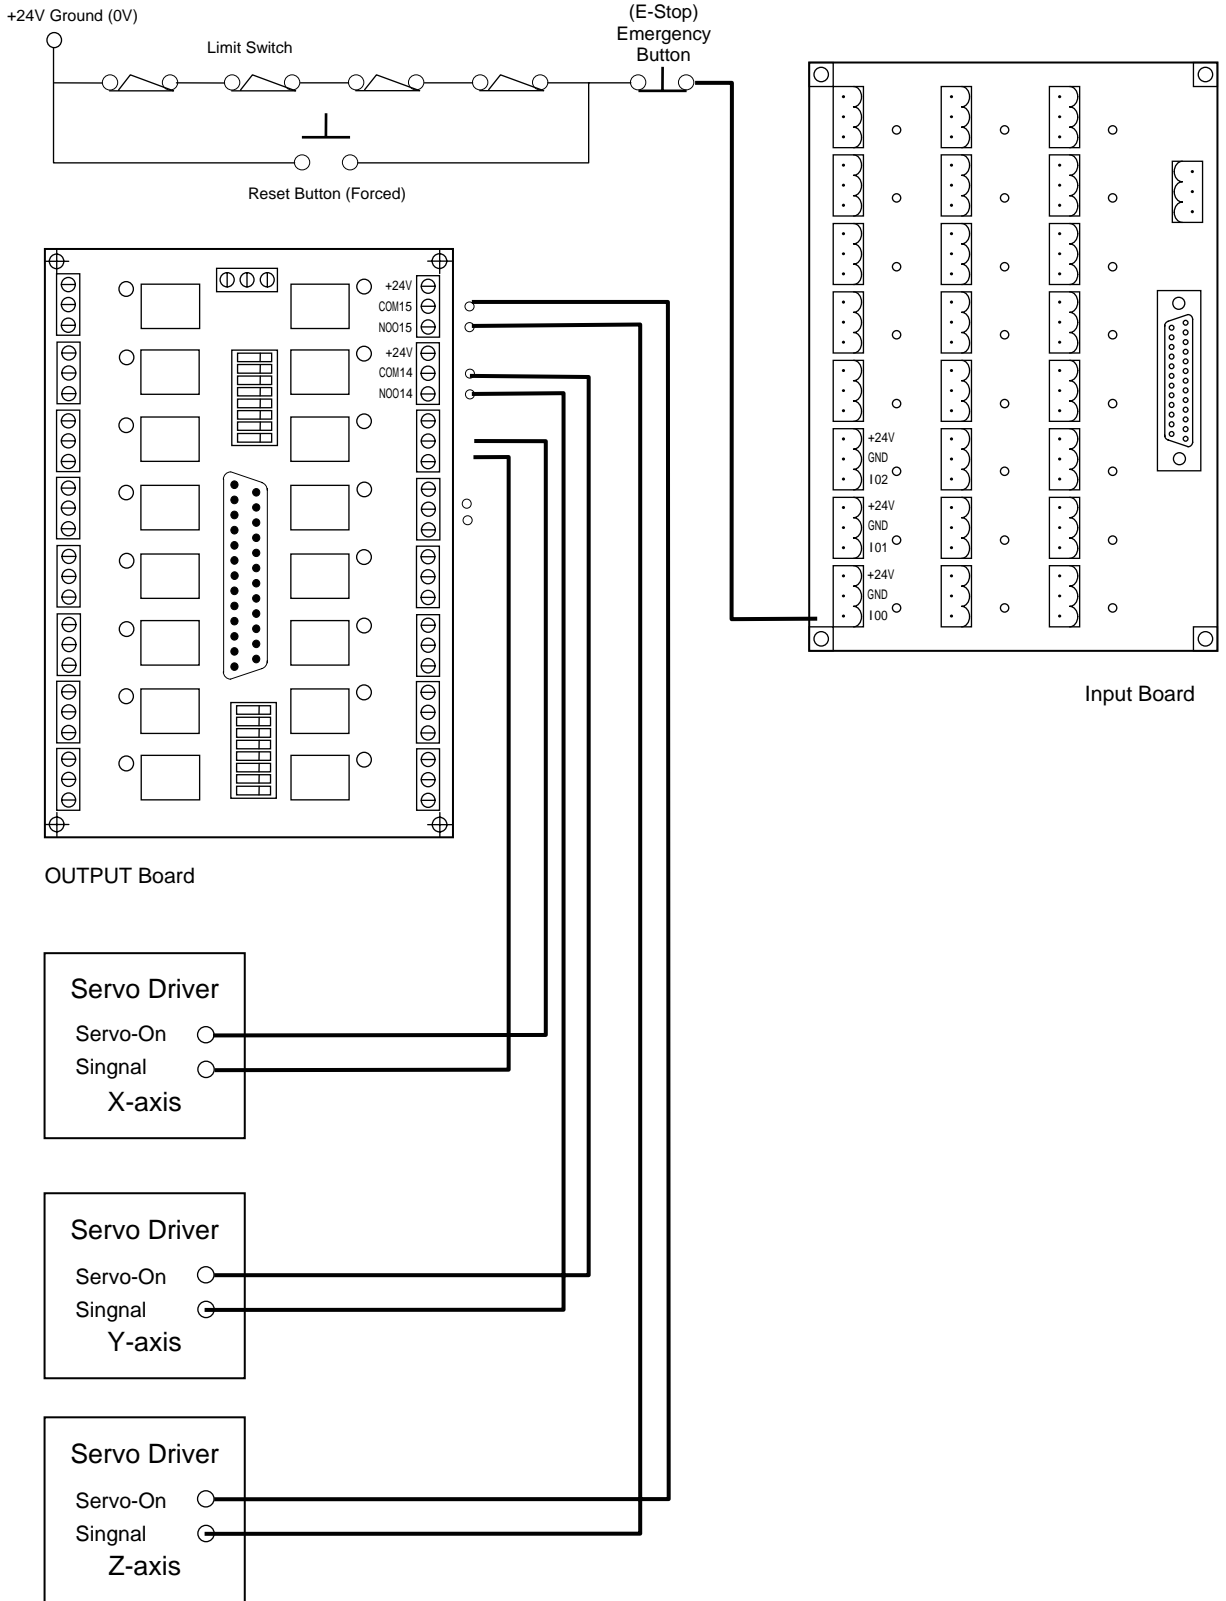 +24V Ground (0V)
(E-Stop)
Emergency
Button
Limit Switch
Reset Button (Forced)
+24V
COM15
NO015
+24V
COM14
NO014
+24V
GND
I02
+24V
GND
I01
+24V
GND
I00
Input Board
OUTPUT Board
Servo Driver
Servo-On
Singnal
X-axis
Servo Driver
Servo-On
Singnal
Y-axis
Servo Driver
Servo-On
Singnal
Z-axis